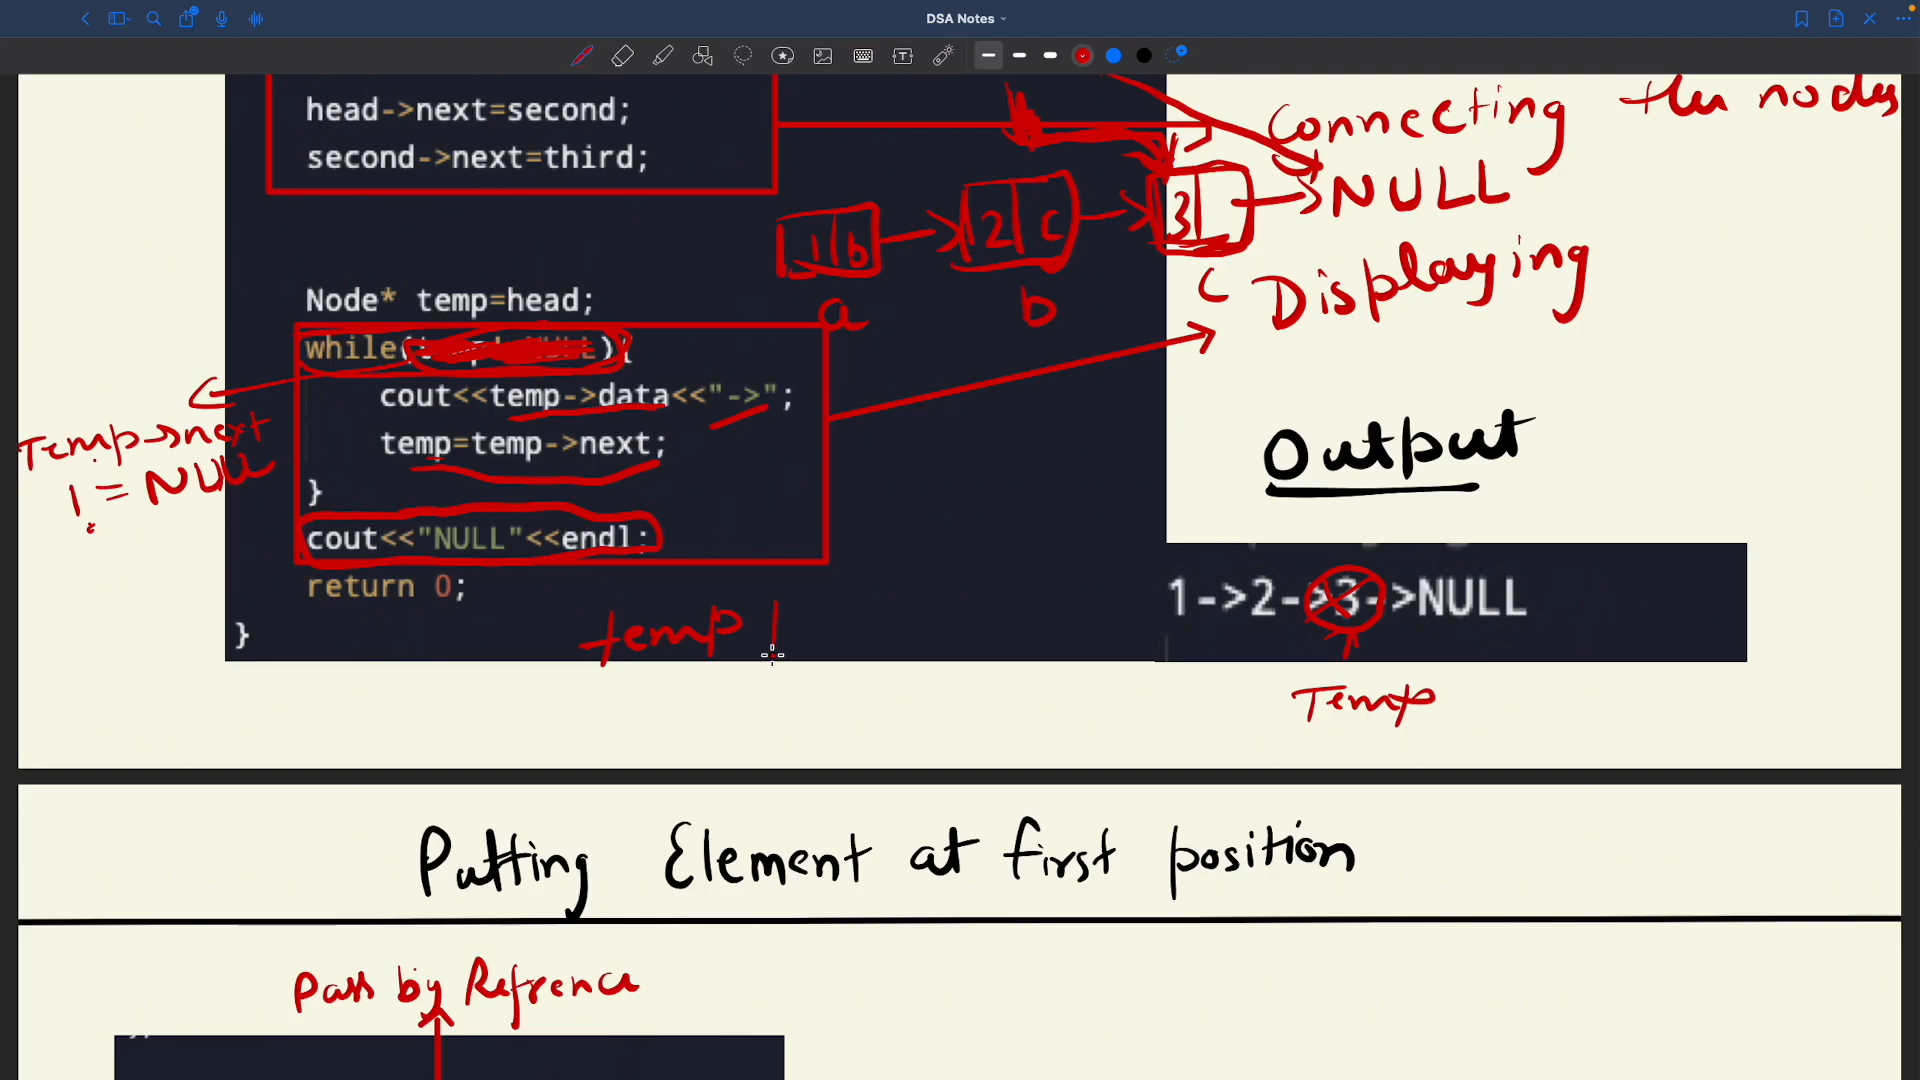 DSA Notes
head->next=second;
second->next=third;
Connecting the nodes
1 b
2 c
3
NULL
a
b
c
Displaying
Node* temp=head;
while(
){
cout<<temp->data<<"->";
temp=temp->next;
}
cout<<"NULL"<<endl;
return 0;
}
Temp->next
!= NULL
Output
1->2->3->NULL
temp !
Temp
Putting Element at first position
Pass by Refrence